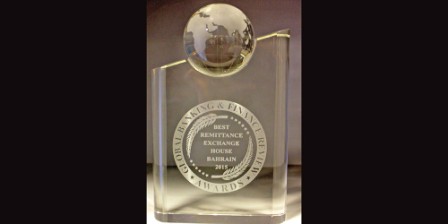 GLOBAL BANKING & FINANCE REVIEW
BEST
REMITTANCE
EXCHANGE
HOUSE
BAHRAIN
AWARDS